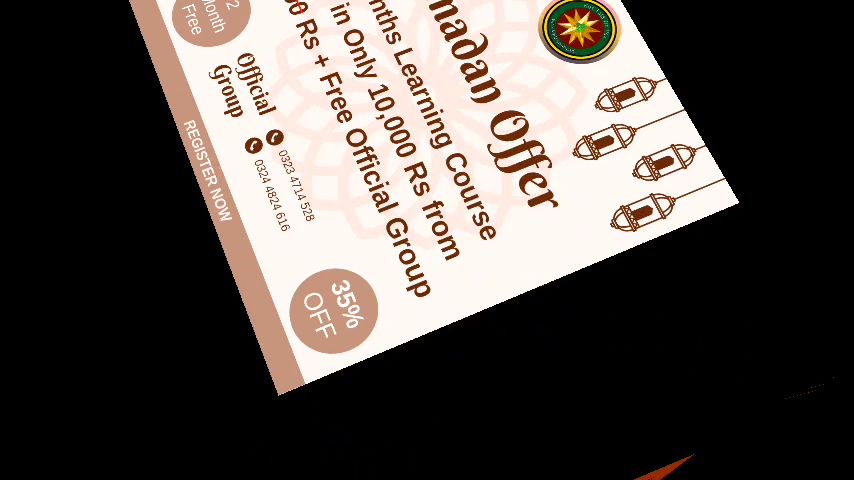 madan Offer
nths Learning Course
in Only 10,000 Rs from
Rs + Free Official Group
2
Month
Free
Official
Group
0323 4714 528
0324 4824 616
35%
OFF
REGISTER NOW